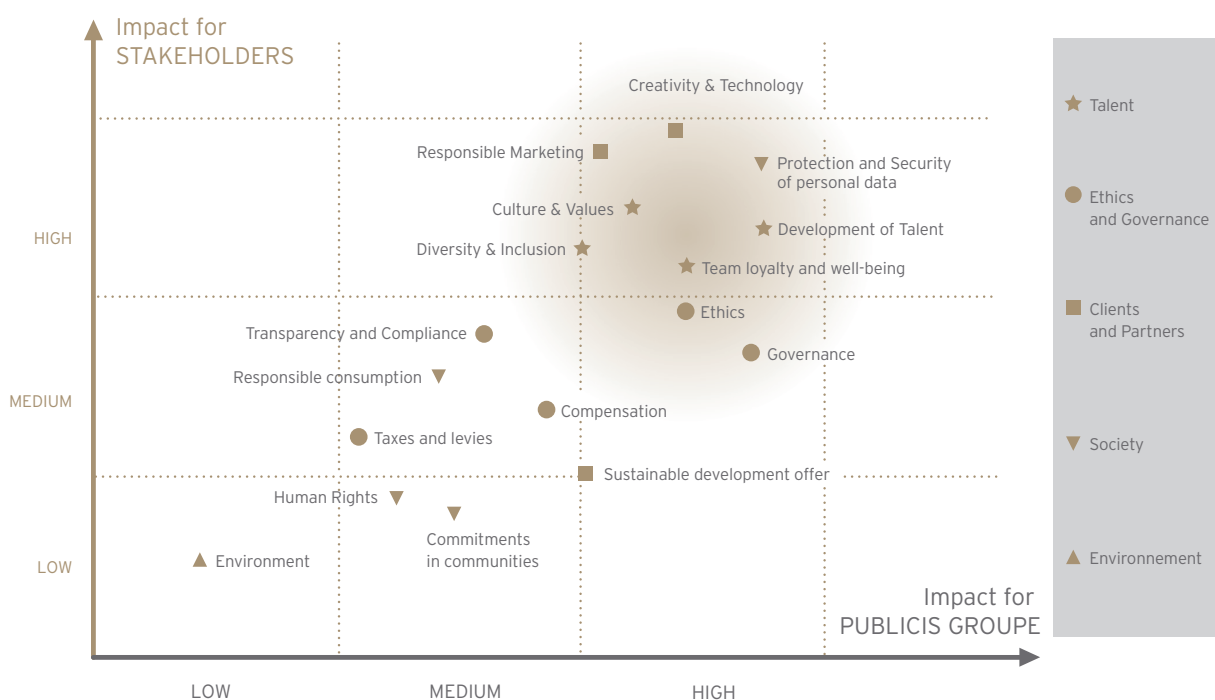 Impact for
STAKEHOLDERS
Creativity & Technology
Responsible Marketing
Protection and Security
of personal data
Culture & Values
Development of Talent
Diversity & Inclusion
Team loyalty and well-being
HIGH
Ethics
Transparency and Compliance
Governance
Responsible consumption
MEDIUM
Compensation
Taxes and levies
Sustainable development offer
Human Rights
Commitments
in communities
Environment
LOW
Impact for
PUBLICIS GROUPE
LOW
MEDIUM
HIGH
Talent
Ethics
and Governance
Clients
and Partners
Society
Environnement